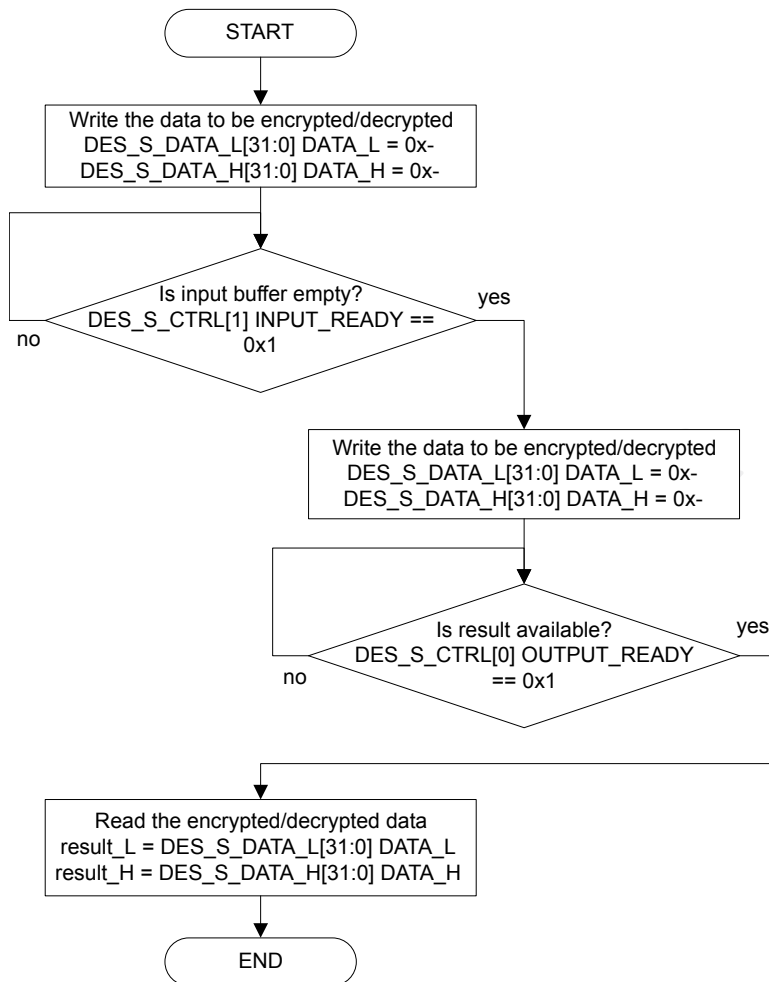 START
Write the data to be encrypted/decrypted
DES_S_DATA_L[31:0] DATA_L = 0x-
DES_S_DATA_H[31:0] DATA_H = 0x-
Is input buffer empty?
DES_S_CTRL[1] INPUT_READY ==
0x1
yes
no
Write the data to be encrypted/decrypted
DES_S_DATA_L[31:0] DATA_L = 0x-
DES_S_DATA_H[31:0] DATA_H = 0x-
Is result available?
DES_S_CTRL[0] OUTPUT_READY
== 0x1
yes
no
Read the encrypted/decrypted data
result_L = DES_S_DATA_L[31:0] DATA_L
result_H = DES_S_DATA_H[31:0] DATA_H
END